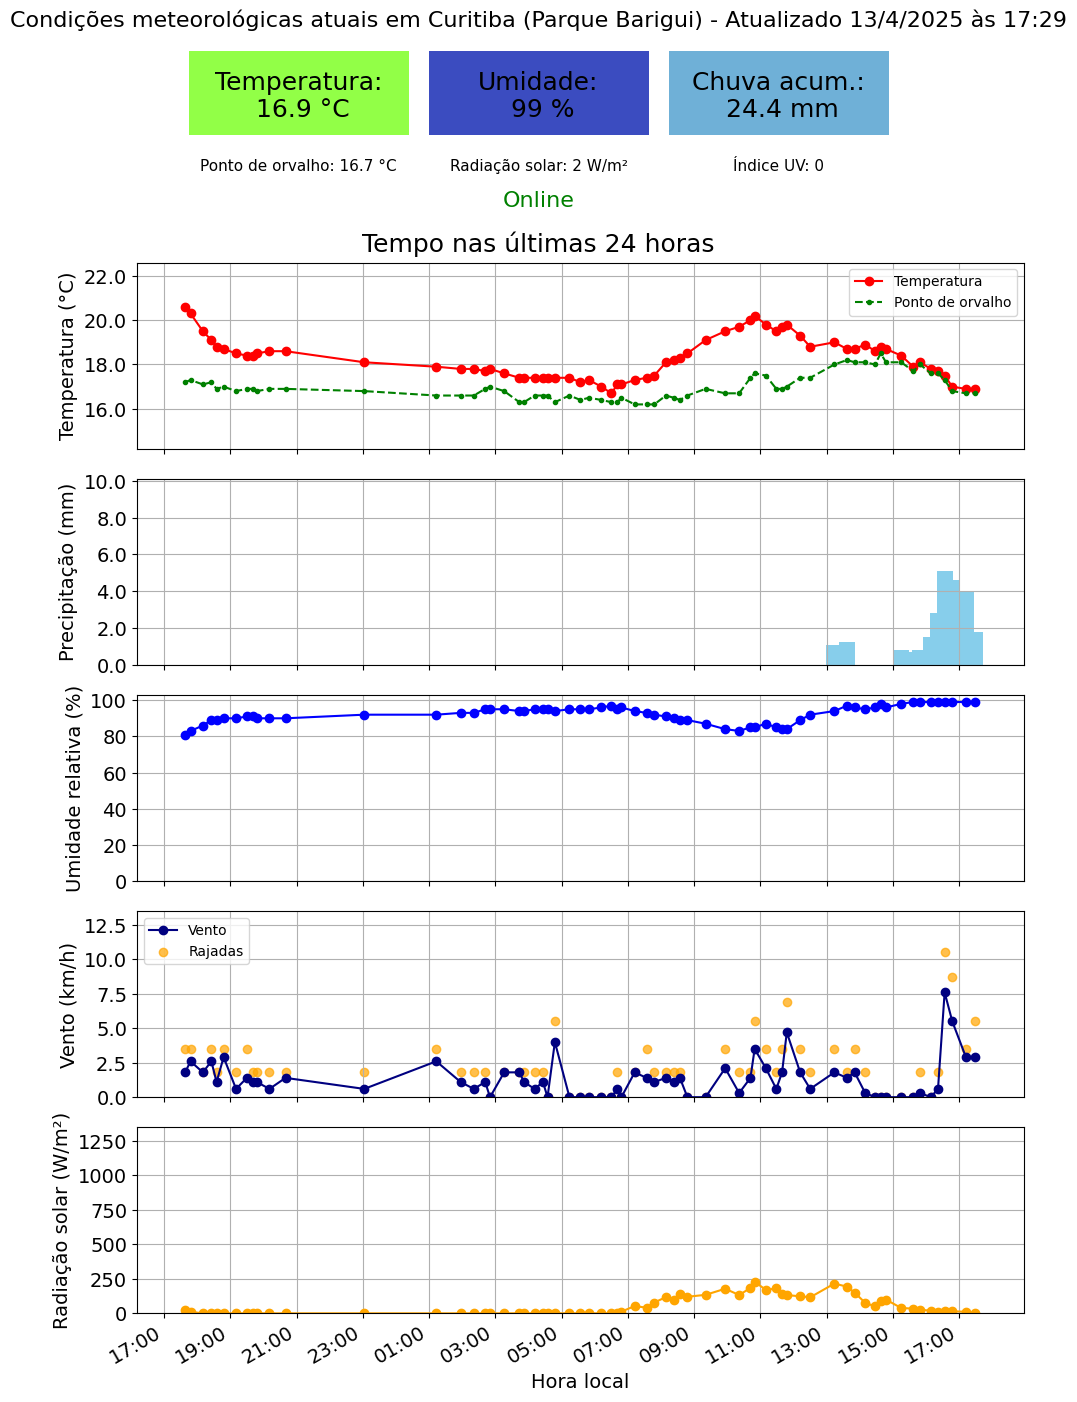 Condições meteorológicas atuais em Curitiba (Parque Barigui) - Atualizado 13/4/2025 às 17:29
Temperatura:
16.9 °C
Umidade:
99 %
Chuva acum.:
24.4 mm
Ponto de orvalho: 16.7 °C
Radiação solar: 2 W/m²
Índice UV: 0
Online
Tempo nas últimas 24 horas
Temperatura (°C)
22.0
20.0
18.0
16.0
Temperatura
Ponto de orvalho
Precipitação (mm)
10.0
8.0
6.0
4.0
2.0
0.0
Umidade relativa (%)
100
80
60
40
20
0
Vento (km/h)
12.5
10.0
7.5
5.0
2.5
0.0
Vento
Rajadas
Radiação solar (W/m²)
1250
1000
750
500
250
0
17:00 19:00 21:00 23:00 01:00 03:00 05:00 07:00 09:00 11:00 13:00 15:00 17:00
Hora local